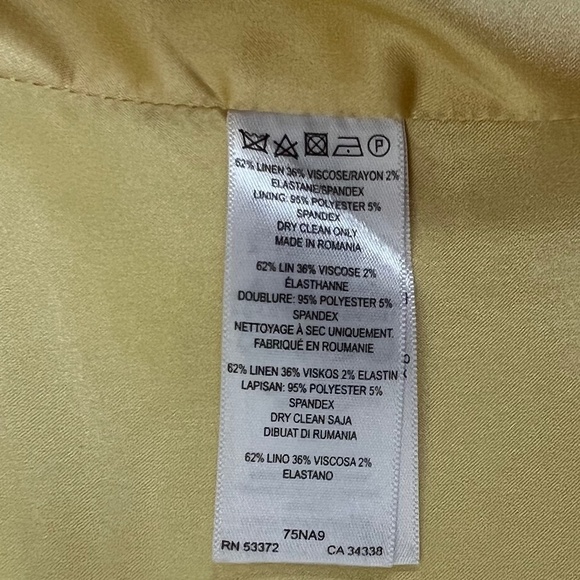 P
62% LINEN 36% VISCOSE/RAYON 2%
ELASTANE/SPANDEX
LINING: 95% POLYESTER 5%
SPANDEX
DRY CLEAN ONLY
MADE IN ROMANIA
62% LIN 36% VISCOSE 2%
ÉLASTHANNE
DOUBLURE: 95% POLYESTER 5%
SPANDEX
NETTOYAGE À SEC UNIQUEMENT.
FABRIQUÉ EN ROUMANIE
62% LINEN 36% VISKOS 2% ELASTIN
LAPISAN: 95% POLYESTER 5%
SPANDEX
DRY CLEAN SAJA
DIBUAT DI RUMANIA
62% LINO 36% VISCOSA 2%
ELASTANO
75NA9
RN 53372 CA 34338